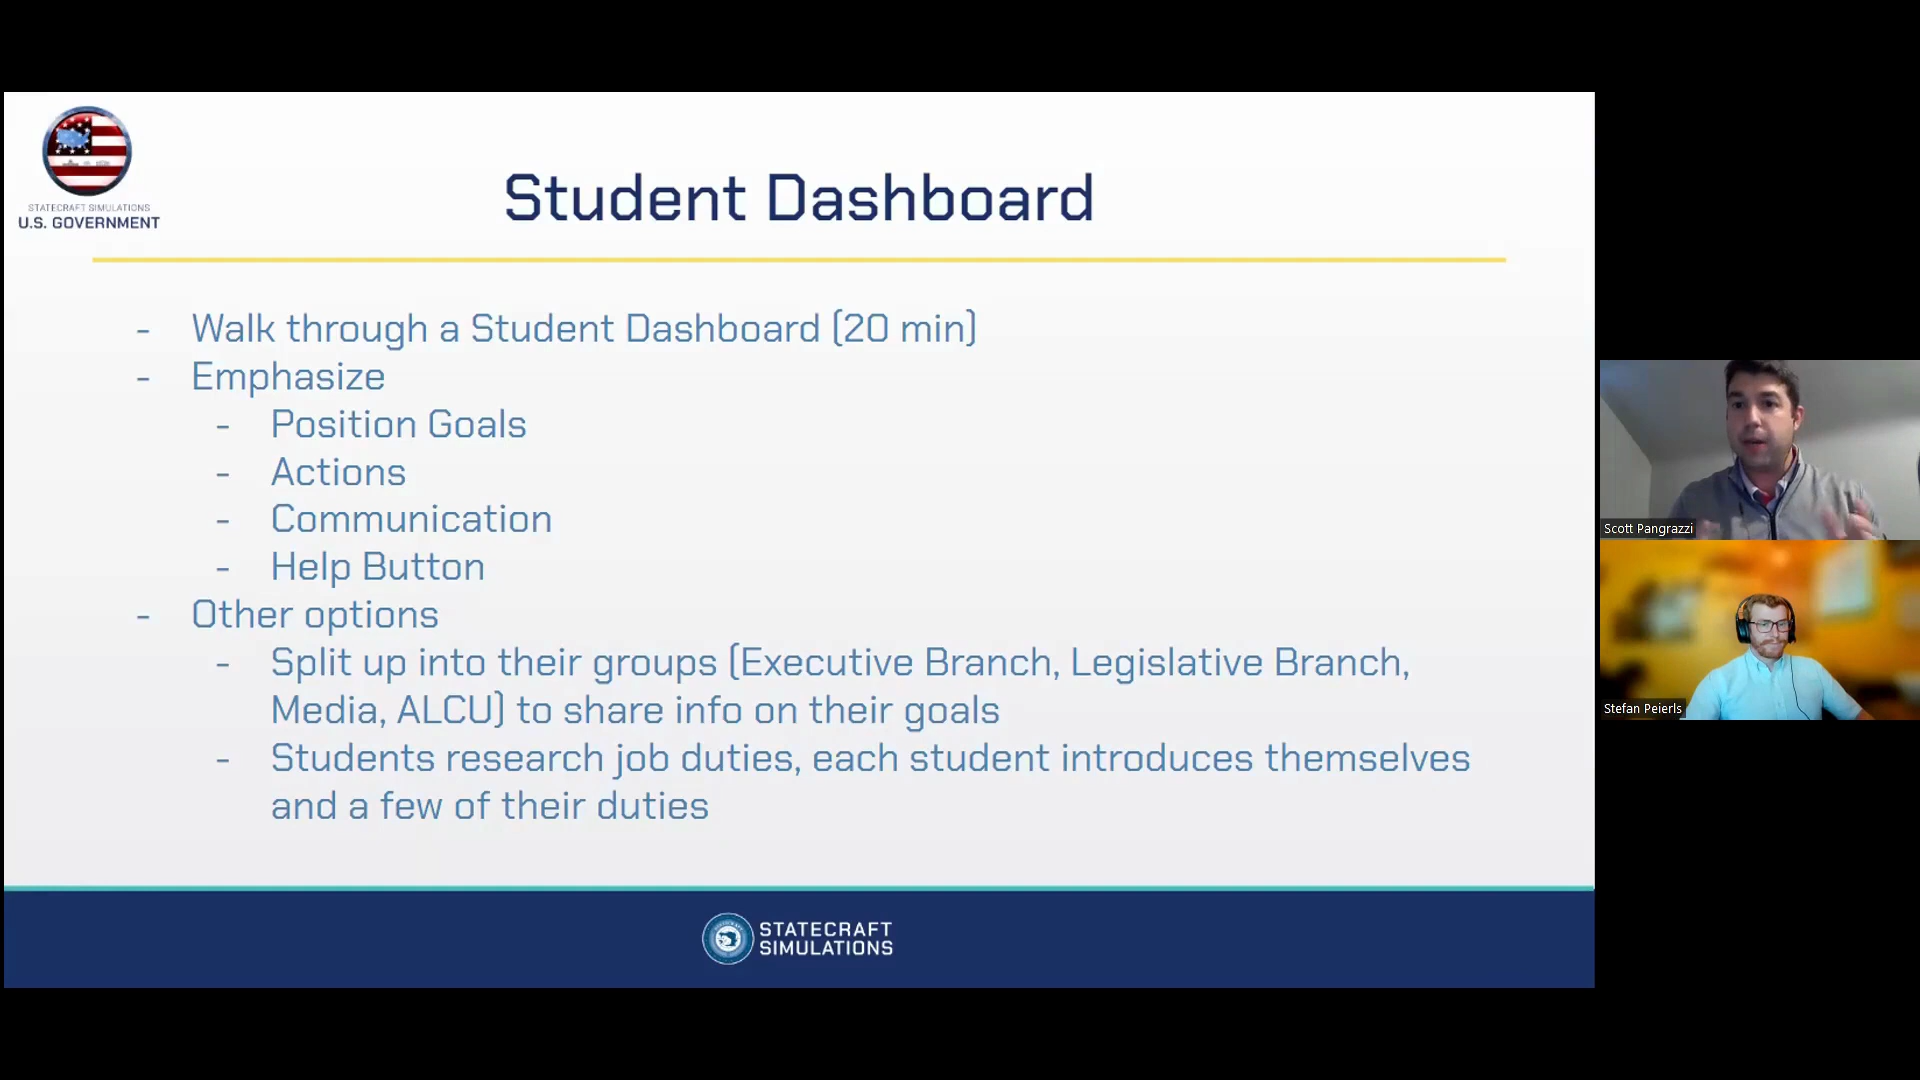 STATECRAFT SIMULATIONS
U.S. GOVERNMENT
Student Dashboard
- Walk through a Student Dashboard (20 min)
- Emphasize
- Position Goals
- Actions
- Communication
- Help Button
- Other options
- Split up into their groups (Executive Branch, Legislative Branch,
Media, ALCU) to share info on their goals
- Students research job duties, each student introduces themselves
and a few of their duties
STATECRAFT
SIMULATIONS
Scott Pangrazzi
Stefan Peierls